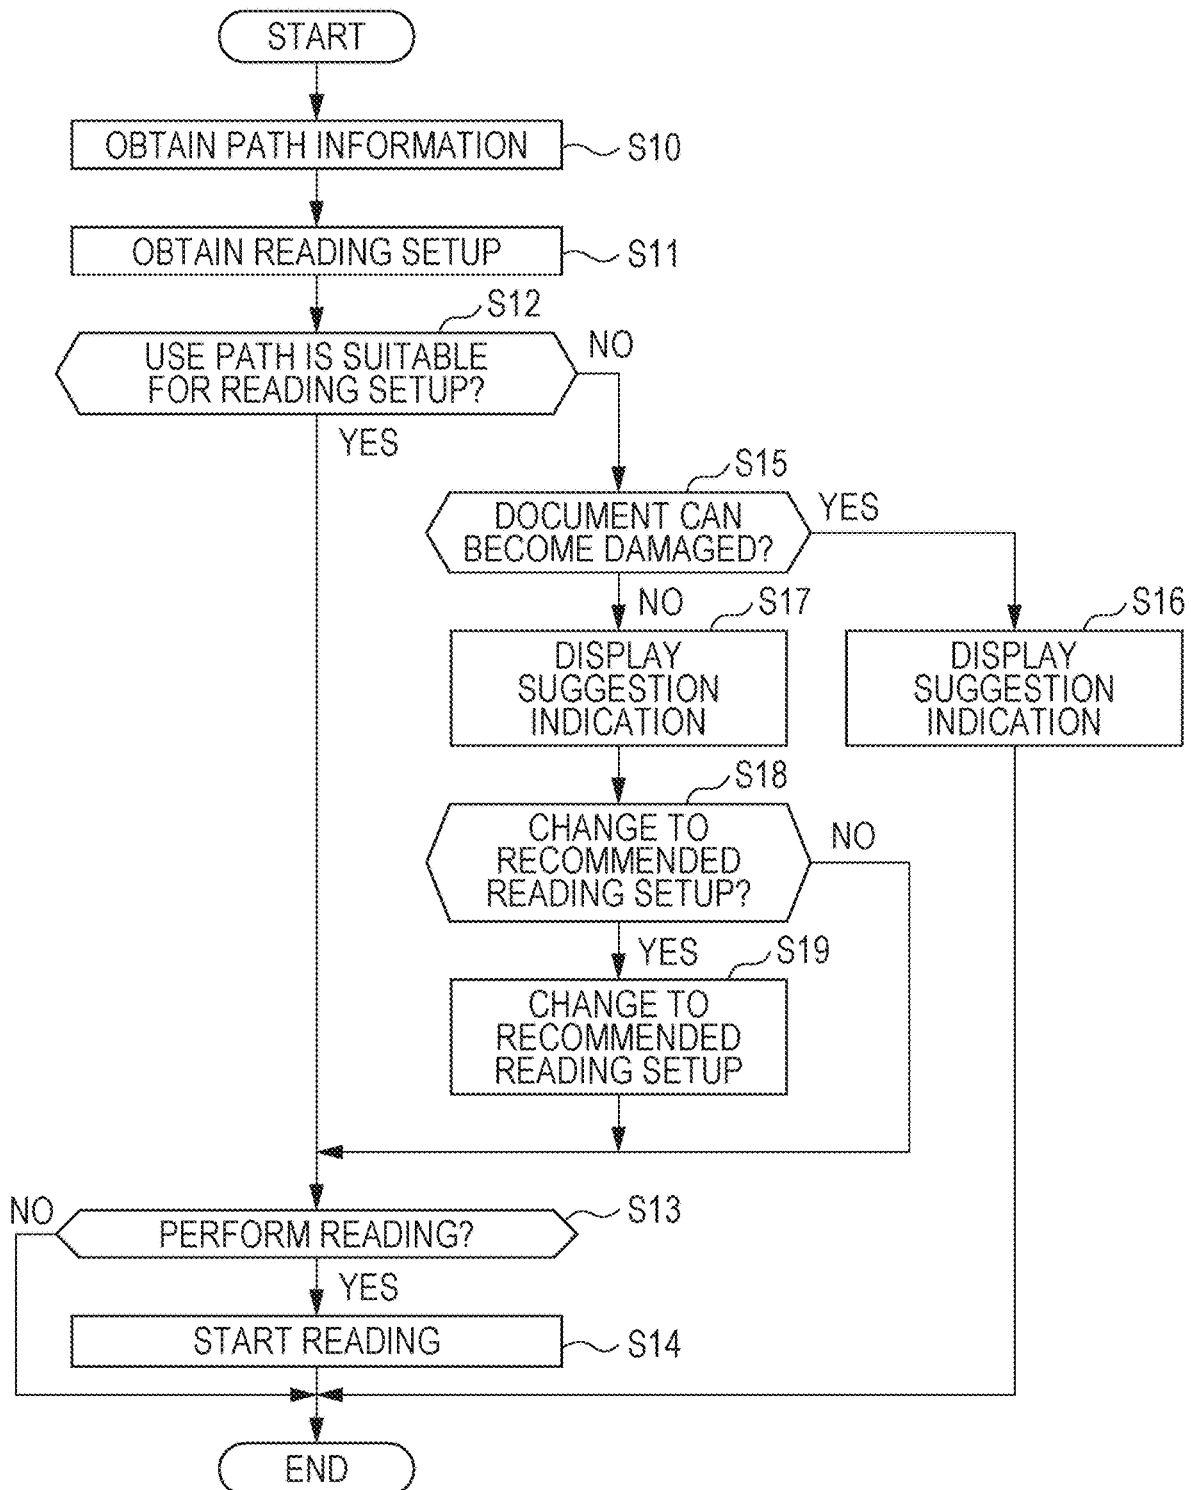 START
OBTAIN PATH INFORMATION
S10
OBTAIN READING SETUP
S11
S12
USE PATH IS SUITABLE
FOR READING SETUP?
NO
YES
S15
DOCUMENT CAN
BECOME DAMAGED?
YES
NO
S17
DISPLAY
SUGGESTION
INDICATION
S16
DISPLAY
SUGGESTION
INDICATION
S18
CHANGE TO
RECOMMENDED
READING SETUP?
NO
YES
S19
CHANGE TO
RECOMMENDED
READING SETUP
NO
PERFORM READING?
S13
YES
START READING
S14
END